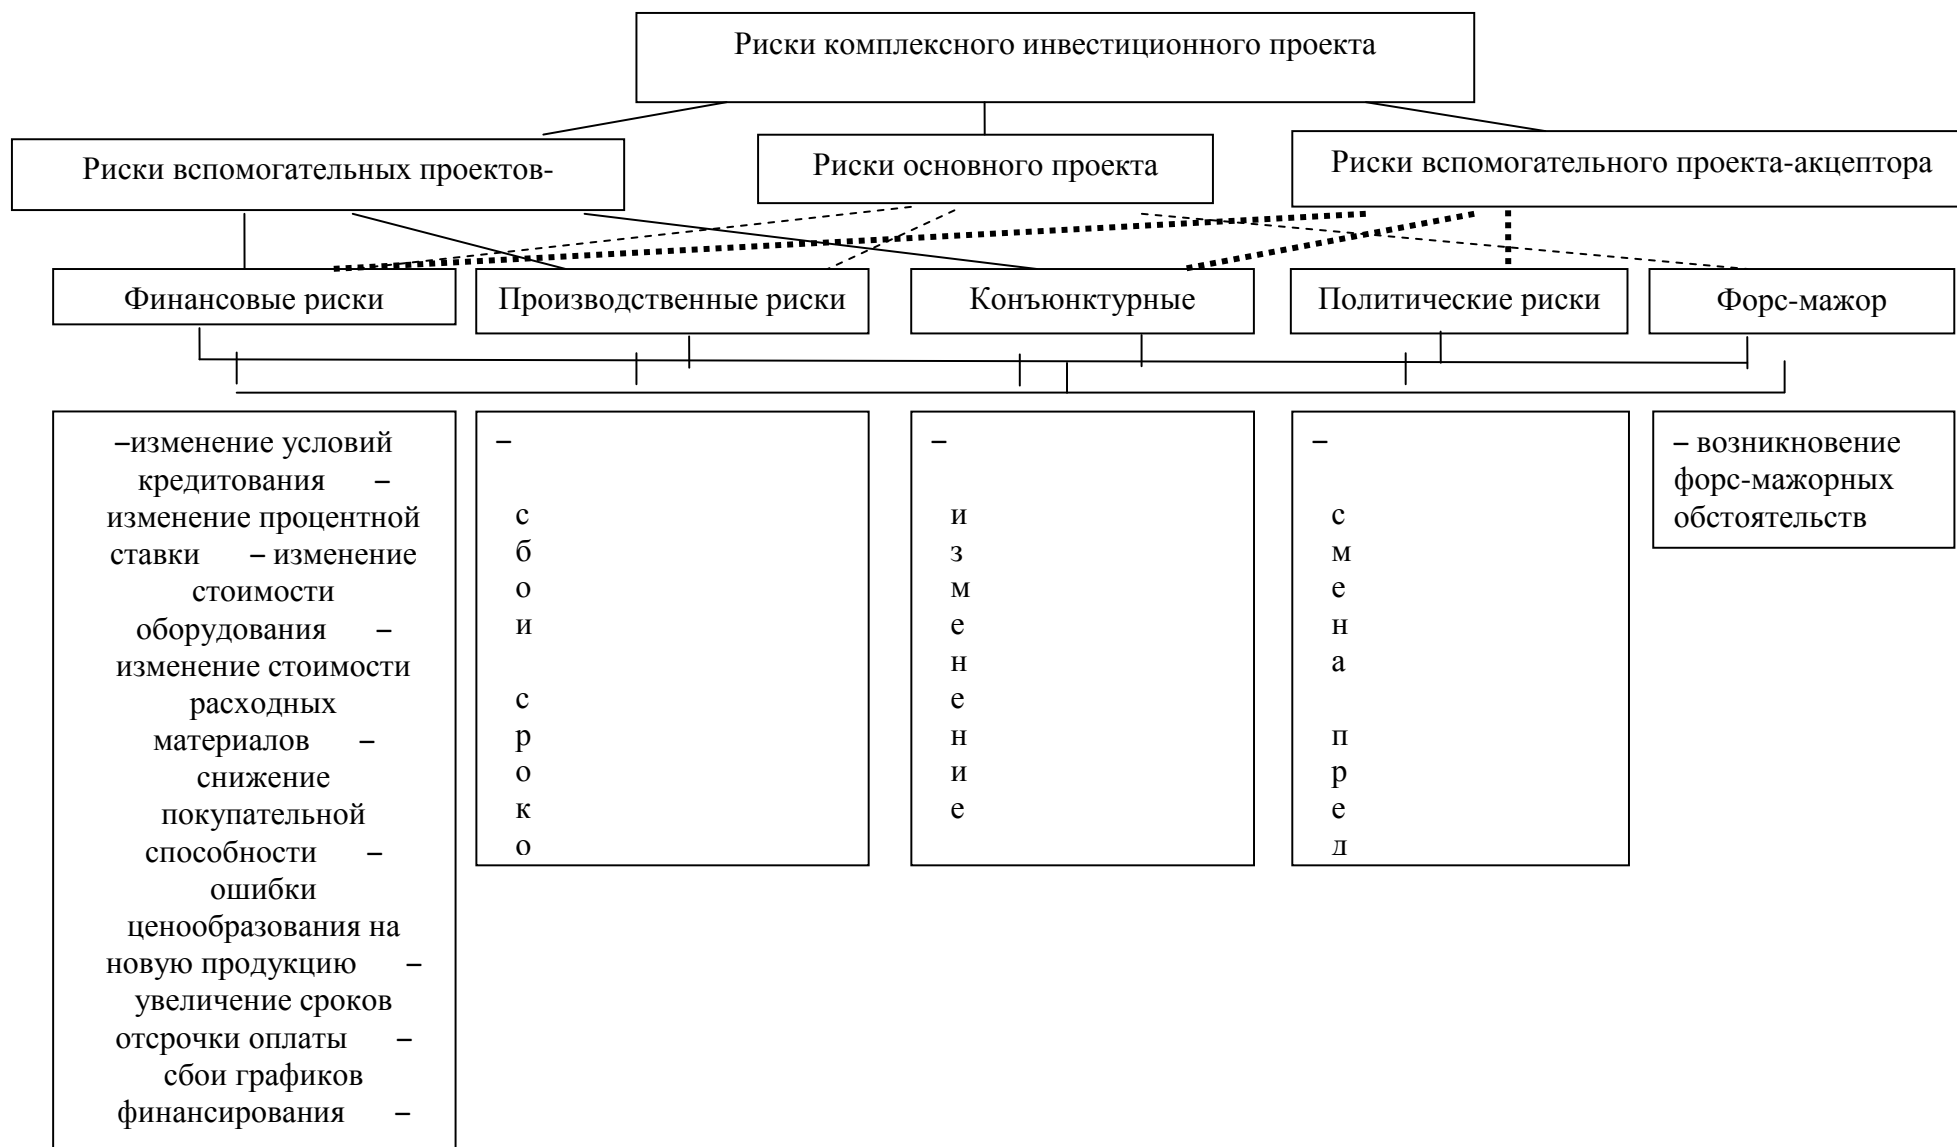 Риски комплексного инвестиционного проекта
Риски вспомогательных проектов-
Риски основного проекта
Риски вспомогательного проекта-акцептора
Финансовые риски
Производственные риски
Конъюнктурные
Политические риски
Форс-мажор
–изменение условий
кредитования –
изменение процентной
ставки – изменение
стоимости
оборудования –
изменение стоимости
расходных
материалов –
снижение
покупательной
способности –
ошибки
ценообразования на
новую продукцию –
увеличение сроков
отсрочки оплаты –
сбои графиков
финансирования –
–
с
б
о
и
с
р
о
к
о
–
и
з
м
е
н
е
н
и
е
–
с
м
е
н
а
п
р
е
д
– возникновение
форс-мажорных
обстоятельств